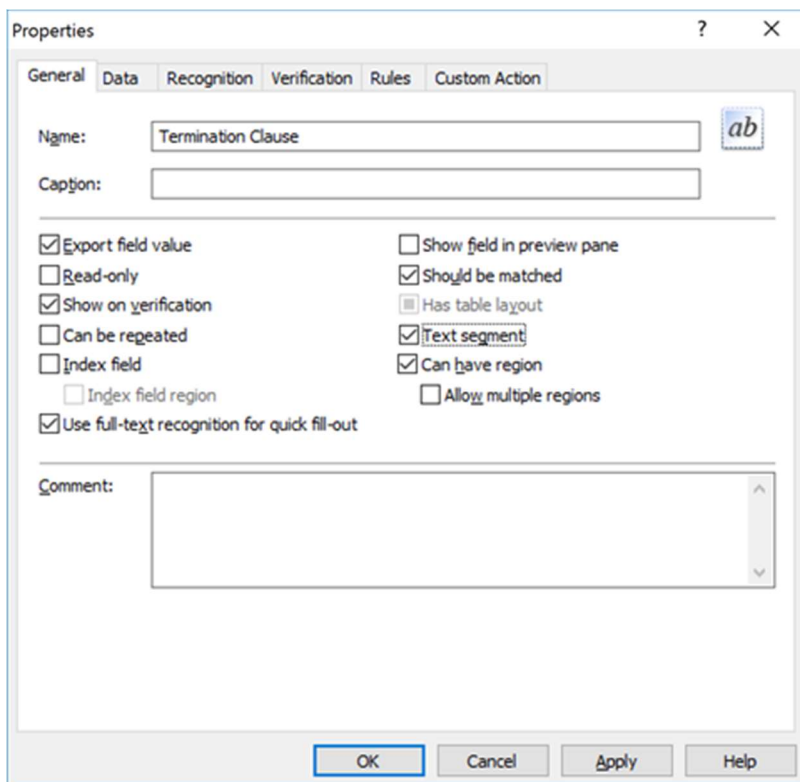 Properties ?
General Data Recognition Verification Rules Custom Action
Name: Termination Clause ab
Caption:
Export field value
Read-only
Show on verification
Can be repeated
Index field
Index field region
Use full-text recognition for quick fill-out
Show field in preview pane
Should be matched
Has table layout
Text segment
Can have region
Allow multiple regions
Comment:
OK Cancel Apply Help